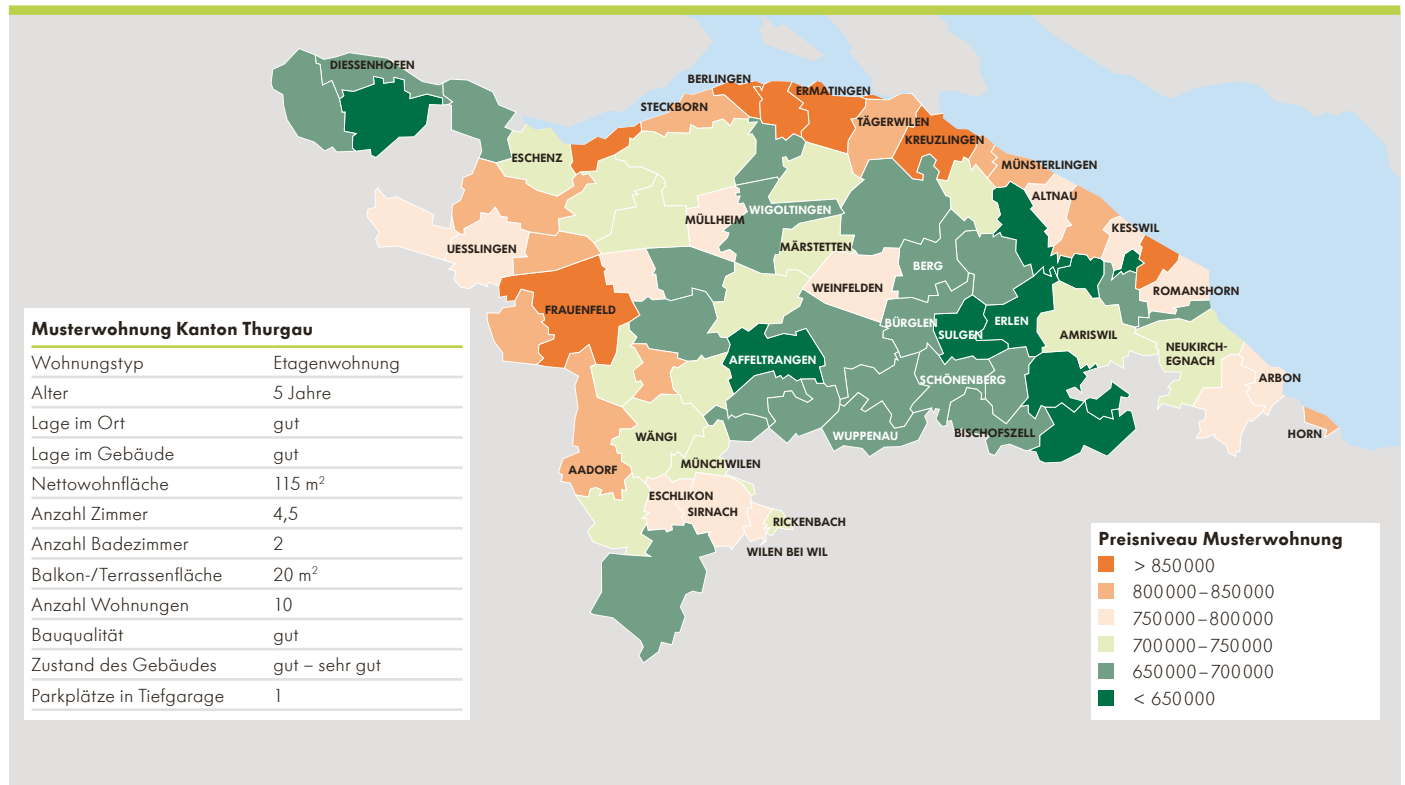 DIESSENHOFEN
BERLINGEN
ERMATINGEN
STECKBORN
TÄGERWILEN
KREUZLINGEN
ESCHENZ
MÜNSTERLINGEN
ALTNAU
MÜLLHEIM
WIGOLTINGEN
KESSWIL
UESSLINGEN
MÄRSTETTEN
BERG
WEINFELDEN
ROMANSHORN
FRAUENFELD
BÜRGLEN
SULGEN
ERLEN
AMRISWIL
NEUKIRCH-
EGNACH
AFFELTRANGEN
SCHÖNENBERG
ARBON
WÄNGI
WUPPENAU
BISCHOFSZELL
HORN
AADORF
MÜNCHWILEN
ESCHLIKON
SIRNACH
RICKENBACH
WILEN BEI WIL
Musterwohnung Kanton Thurgau
Wohnungstyp Etagenwohnung
Alter 5 Jahre
Lage im Ort gut
Lage im Gebäude gut
Nettowohnfläche 115 m²
Anzahl Zimmer 4,5
Anzahl Badezimmer 2
Balkon-/Terrassenfläche 20 m²
Anzahl Wohnungen 10
Bauqualität gut
Zustand des Gebäudes gut – sehr gut
Parkplätze in Tiefgarage 1
Preisniveau Musterwohnung
> 850 000
800 000 – 850 000
750 000 – 800 000
700 000 – 750 000
650 000 – 700 000
< 650 000